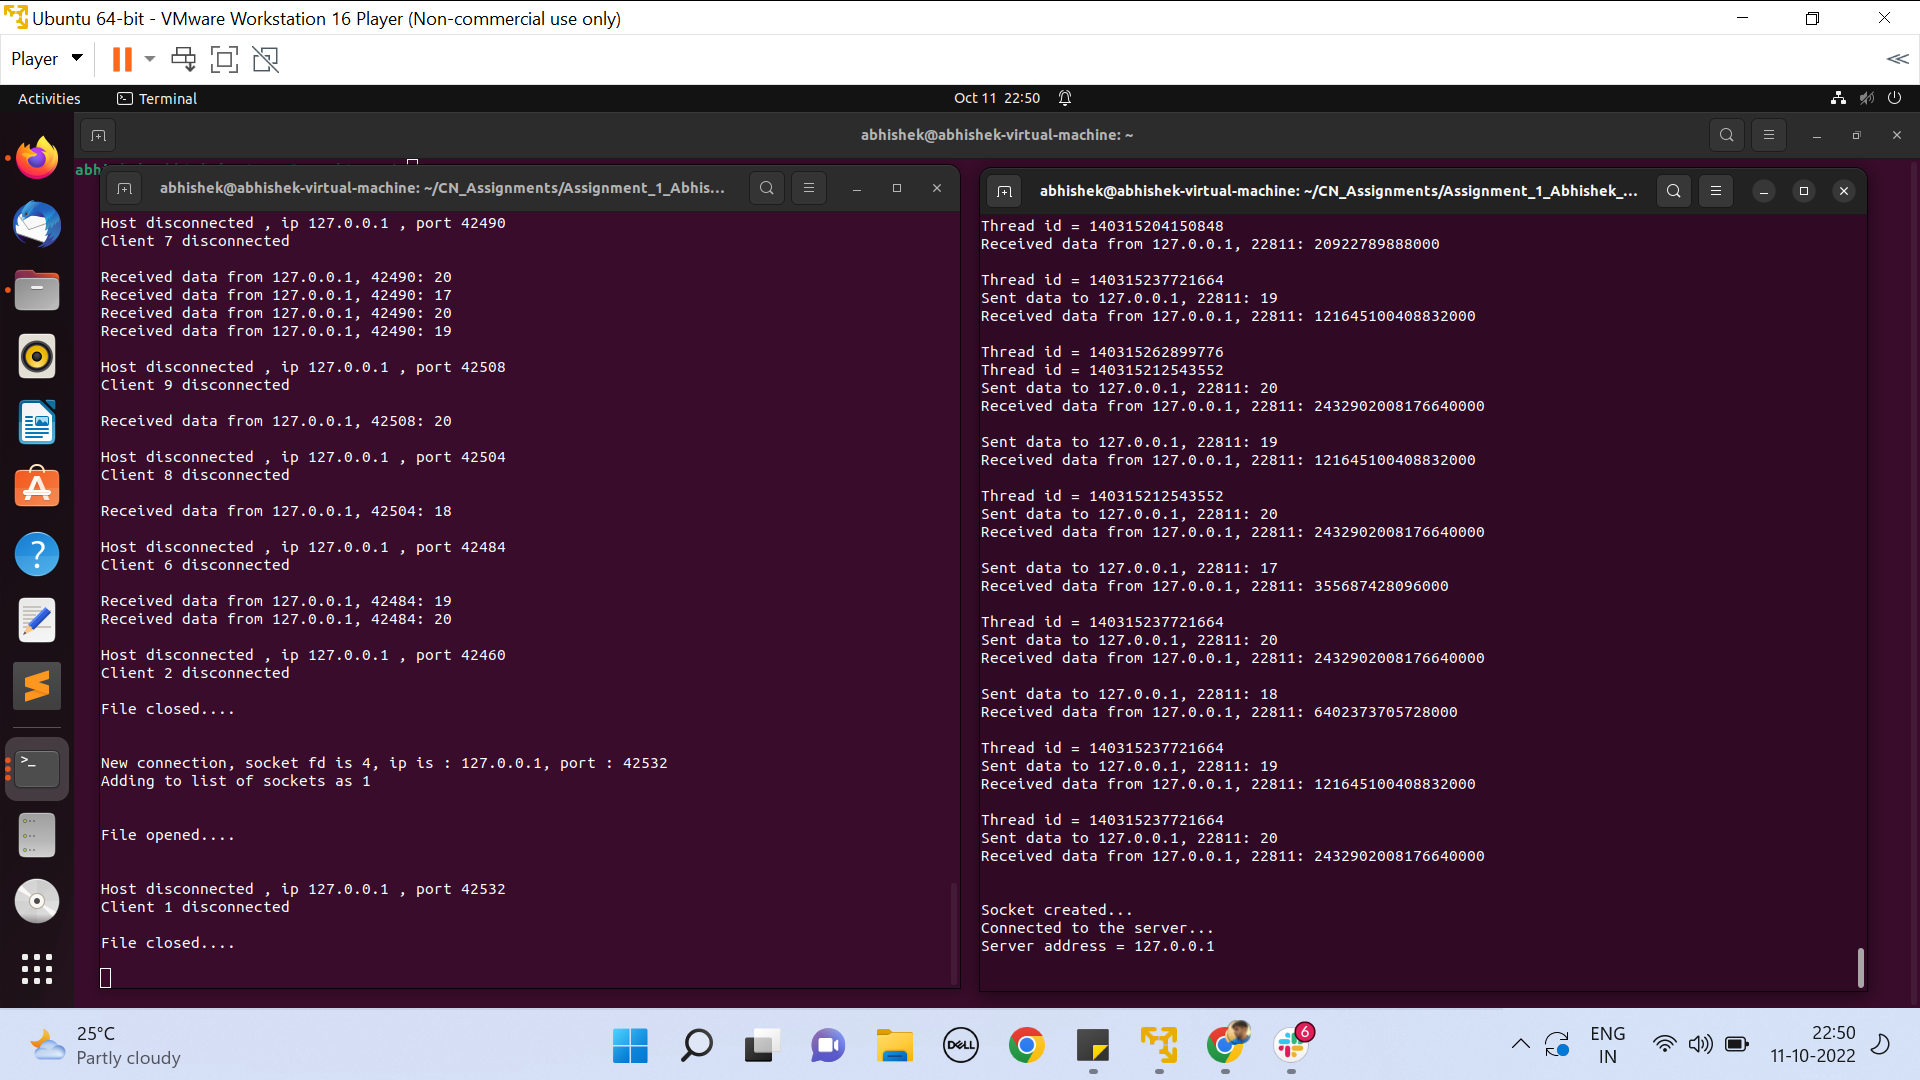 Ubuntu 64-bit - VMware Workstation 16 Player (Non-commercial use only)
Player
Activities
Terminal
Oct 11 22:50
abhishek@abhishek-virtual-machine: ~
abhishek@abhishek-virtual-machine: ~/CN_Assignments/Assignment_1_Abhis...
Host disconnected , ip 127.0.0.1 , port 42490
Client 7 disconnected
Received data from 127.0.0.1, 42490: 20
Received data from 127.0.0.1, 42490: 17
Received data from 127.0.0.1, 42490: 20
Received data from 127.0.0.1, 42490: 19
Host disconnected , ip 127.0.0.1 , port 42508
Client 9 disconnected
Received data from 127.0.0.1, 42508: 20
Host disconnected , ip 127.0.0.1 , port 42504
Client 8 disconnected
Received data from 127.0.0.1, 42504: 18
Host disconnected , ip 127.0.0.1 , port 42484
Client 6 disconnected
Received data from 127.0.0.1, 42484: 19
Received data from 127.0.0.1, 42484: 20
Host disconnected , ip 127.0.0.1 , port 42460
Client 2 disconnected
File closed....
New connection, socket fd is 4, ip is : 127.0.0.1, port : 42532
Adding to list of sockets as 1
File opened....
Host disconnected , ip 127.0.0.1 , port 42532
Client 1 disconnected
File closed....
abhishek@abhishek-virtual-machine: ~/CN_Assignments/Assignment_1_Abhishek_...
Thread id = 140315204150848
Received data from 127.0.0.1, 22811: 20922789888000
Thread id = 140315237721664
Sent data to 127.0.0.1, 22811: 19
Received data from 127.0.0.1, 22811: 121645100408832000
Thread id = 140315262899776
Thread id = 140315212543552
Sent data to 127.0.0.1, 22811: 20
Received data from 127.0.0.1, 22811: 2432902008176640000
Sent data to 127.0.0.1, 22811: 19
Received data from 127.0.0.1, 22811: 121645100408832000
Thread id = 140315212543552
Sent data to 127.0.0.1, 22811: 20
Received data from 127.0.0.1, 22811: 2432902008176640000
Sent data to 127.0.0.1, 22811: 17
Received data from 127.0.0.1, 22811: 355687428096000
Thread id = 140315237721664
Sent data to 127.0.0.1, 22811: 20
Received data from 127.0.0.1, 22811: 2432902008176640000
Sent data to 127.0.0.1, 22811: 18
Received data from 127.0.0.1, 22811: 6402373705728000
Thread id = 140315237721664
Sent data to 127.0.0.1, 22811: 19
Received data from 127.0.0.1, 22811: 121645100408832000
Thread id = 140315237721664
Sent data to 127.0.0.1, 22811: 20
Received data from 127.0.0.1, 22811: 2432902008176640000
Socket created...
Connected to the server...
Server address = 127.0.0.1
25°C
Partly cloudy
DELL
6
ENG
IN
22:50
11-10-2022